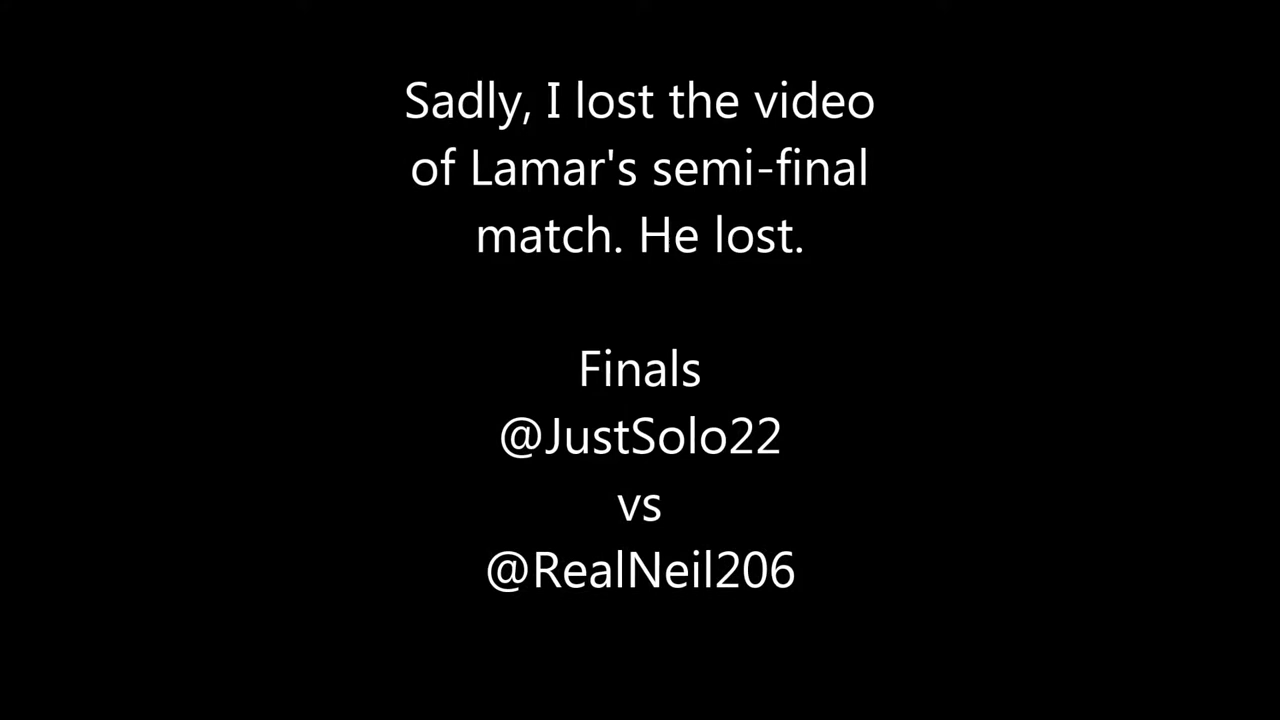 Sadly, I lost the video
of Lamar's semi-final
match. He lost.
Finals
@JustSolo22
vs
@RealNeil206